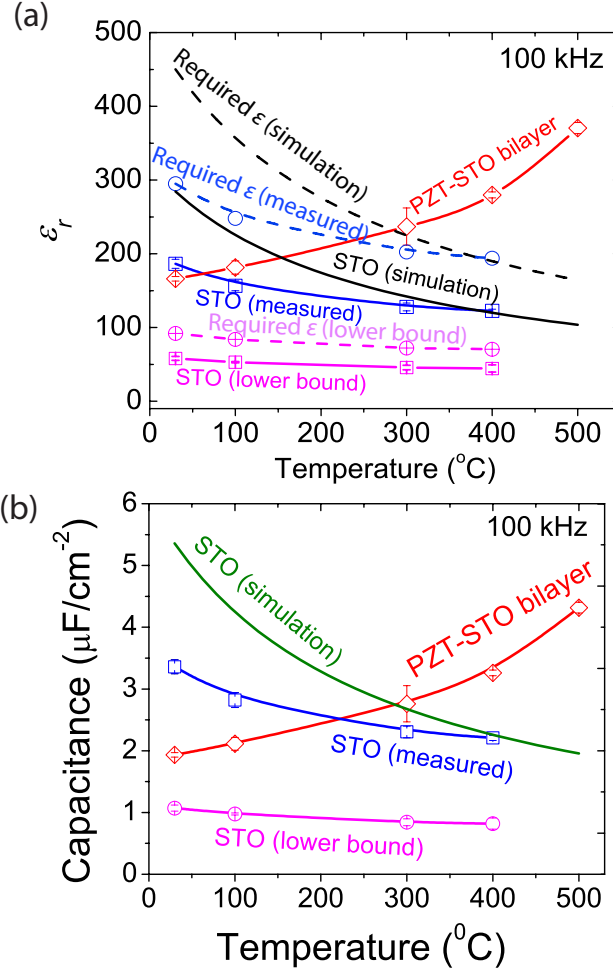 (a)
100 kHz
500
400
300
200
100
0
εr
Required ε (simulation)
PZT-STO bilayer
Required ε (measured)
STO (simulation)
STO (measured)
Required ε (lower bound)
STO (lower bound)
0 100 200 300 400 500
Temperature (°C)
(b)
100 kHz
6
5
4
3
2
1
0
Capacitance (μF/cm⁻²)
STO (simulation)
PZT-STO bilayer
STO (measured)
STO (lower bound)
0 100 200 300 400 500
Temperature (⁰C)